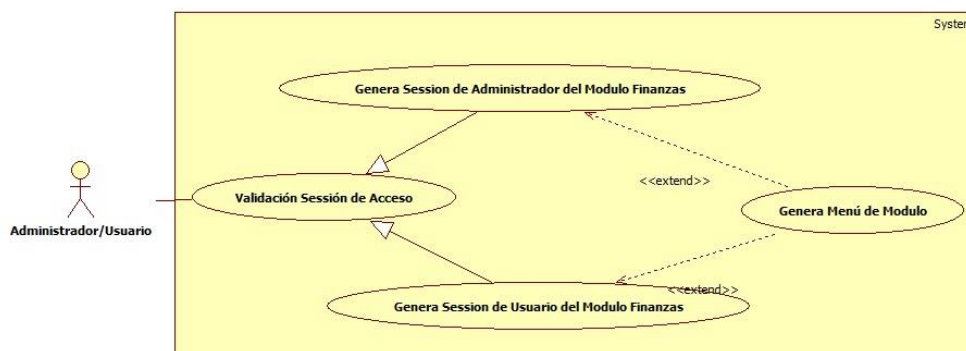 System
Genera Session de Administrador del Modulo Finanzas
<<extend>>
Validación Sessión de Acceso
Genera Menú de Modulo
Administrador/Usuario
<<extend>>
Genera Session de Usuario del Modulo Finanzas